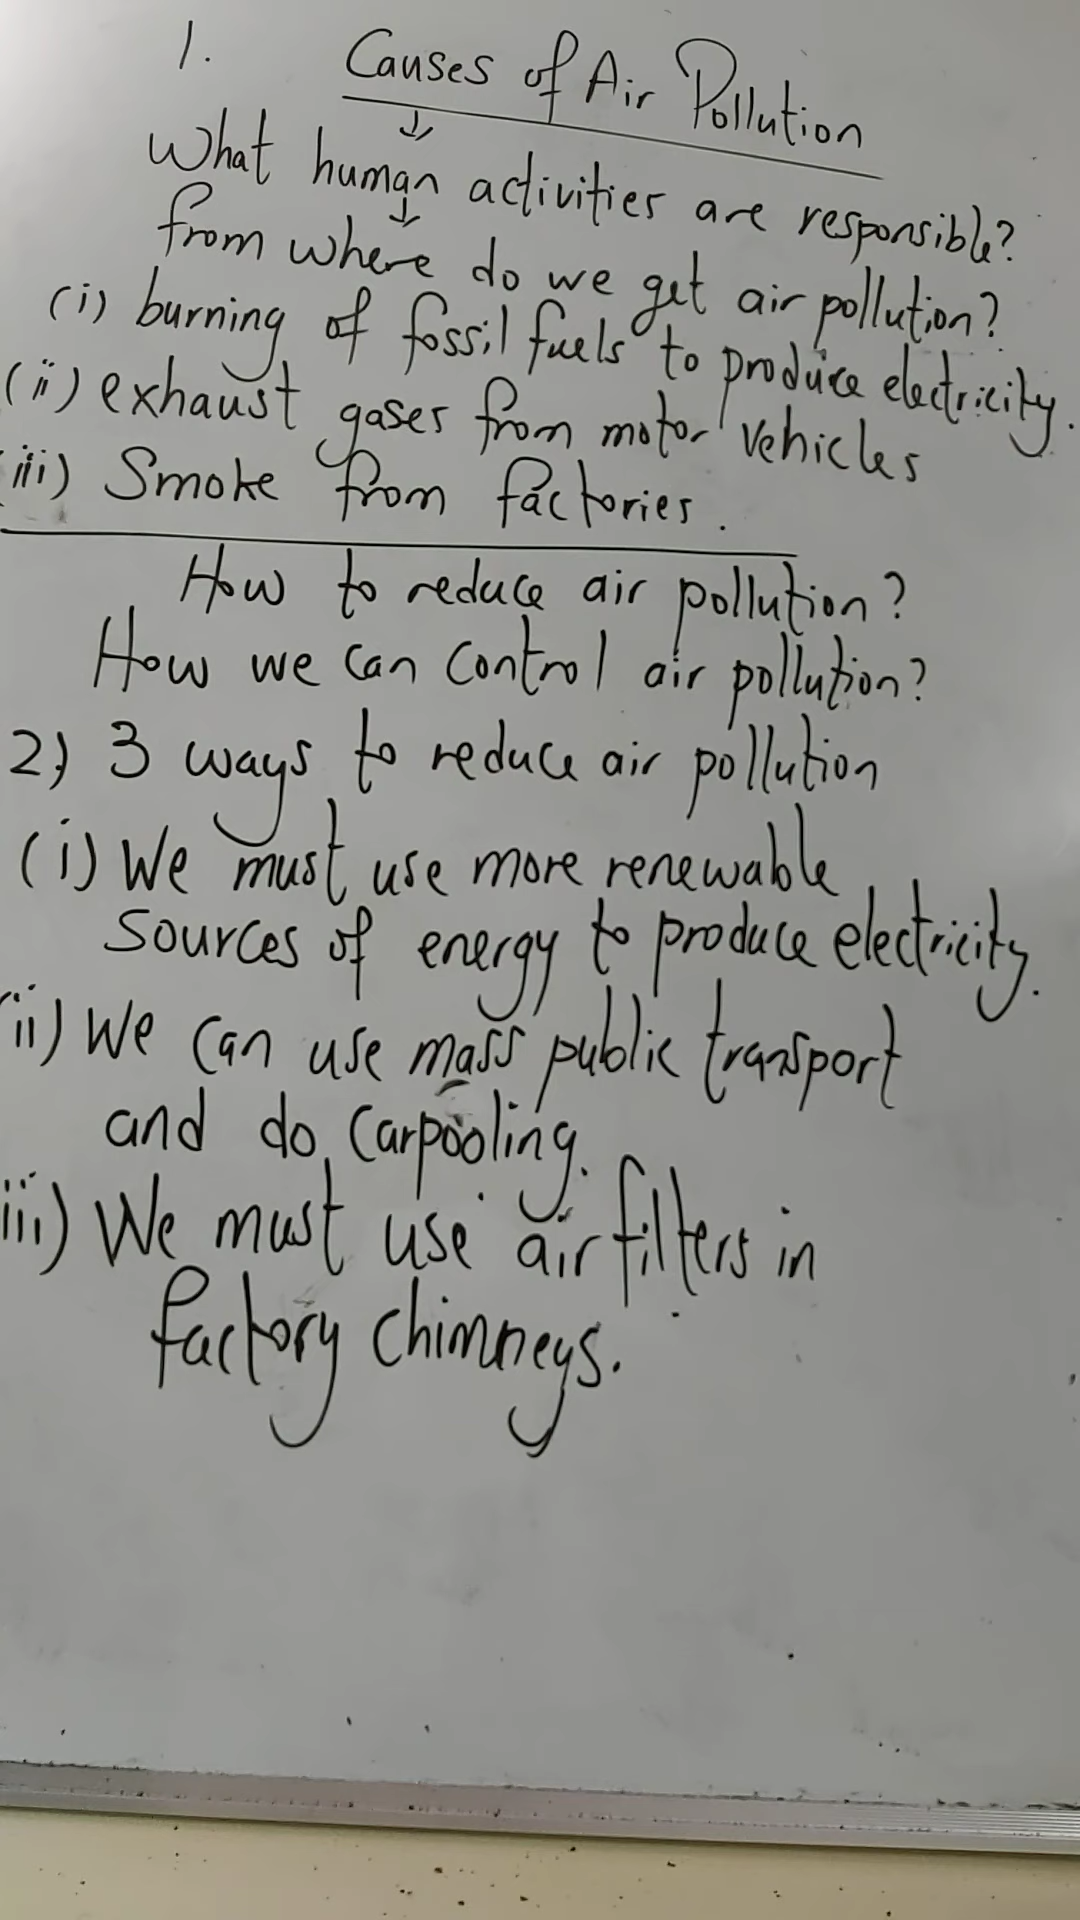 1. Causes of Air Pollution
What human activities are responsible?
from where do we get air pollution?
(i) burning of fossil fuels to produce electricity.
(ii) exhaust gases from motor vehicles
iii) Smoke from factories.
How to reduce air pollution?
How we can control air pollution?
2) 3 ways to reduce air pollution
(i) We must use more renewable
sources of energy to produce electricity.
ii) We can use mass public transport
and do carpooling.
iii) We must use air filters in
factory chimneys.